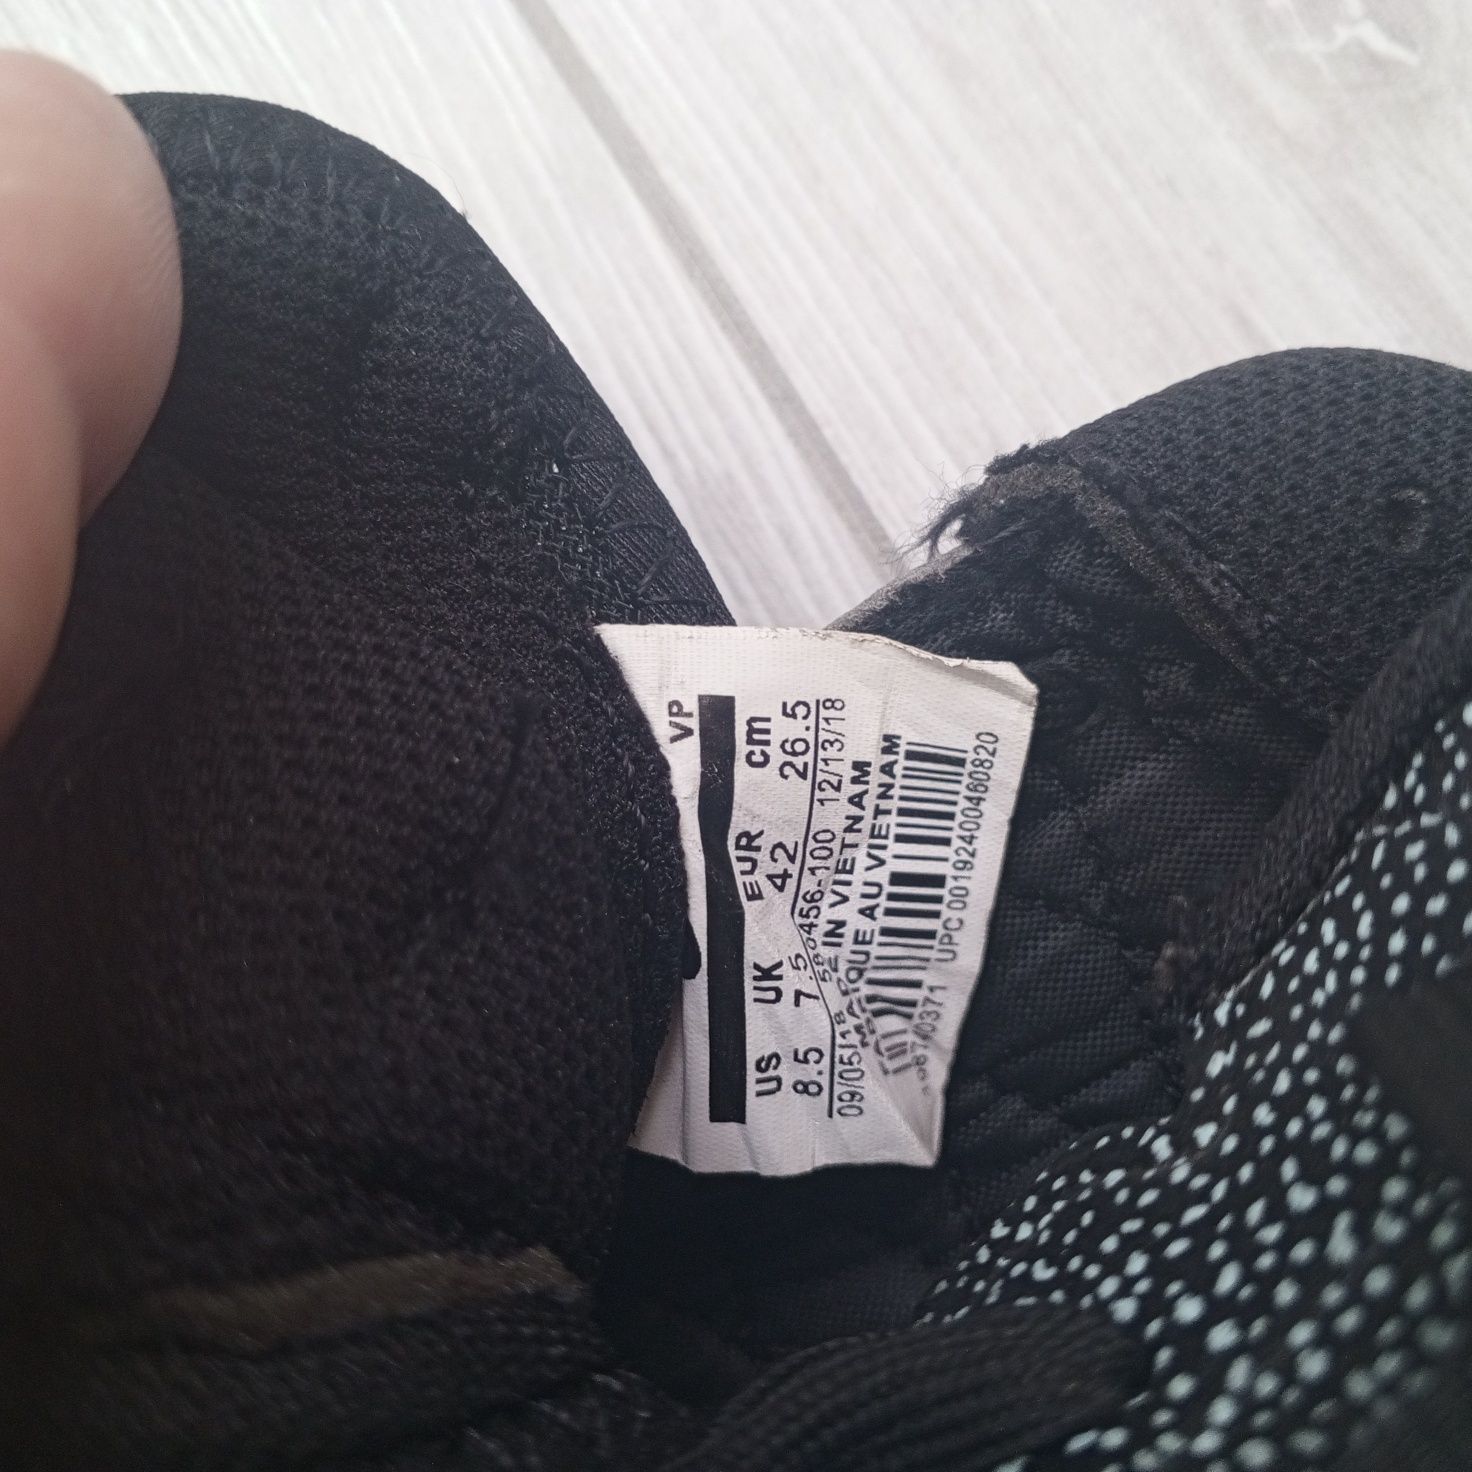 VP
US UK EUR cm
8.5 7.5 42 26.5
456-100 12/13/18
09/05/18
IN VIETNAM
AU VIETNAM
UPC 00192400460820